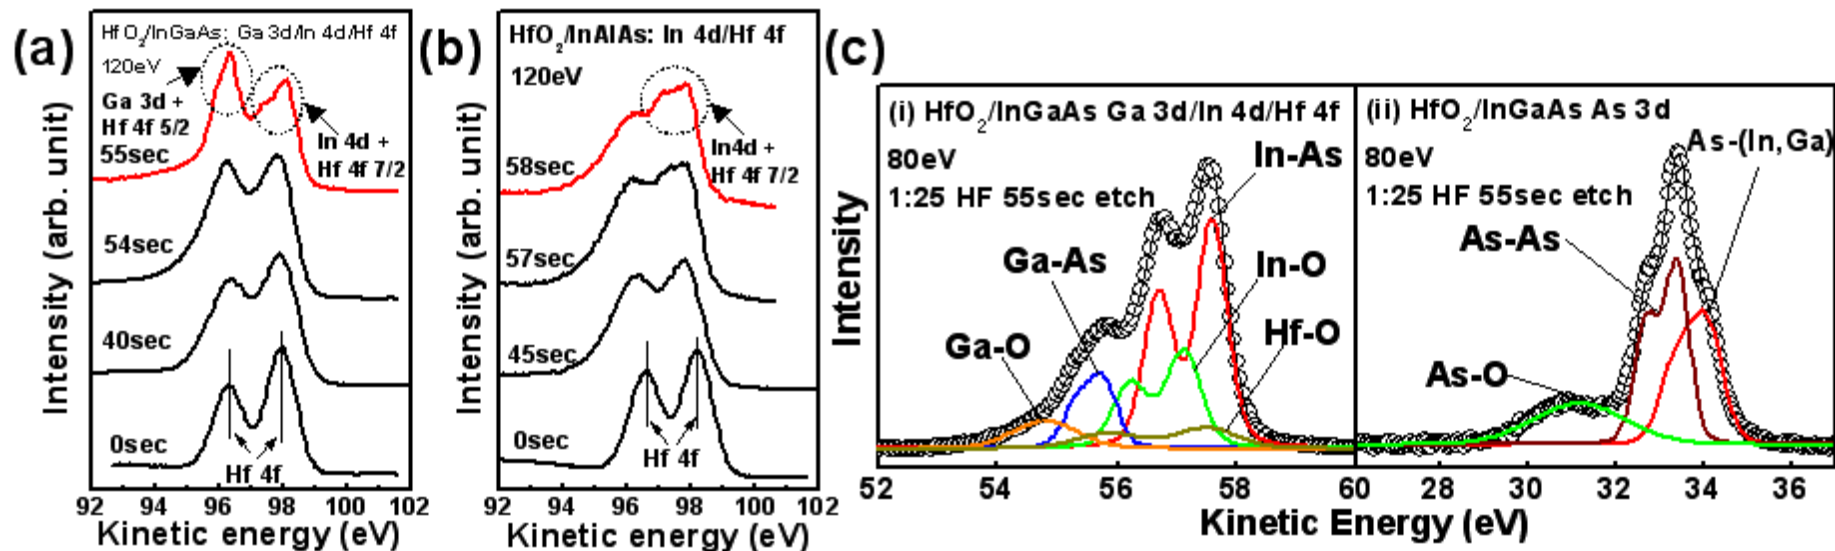 (a)
HfO2/InGaAs: Ga 3d/In 4d/Hf 4f
120eV
Ga 3d +
Hf 4f 5/2
55sec
In 4d +
Hf 4f 7/2
54sec
40sec
0sec
Hf 4f
Intensity (arb. unit)
92 94 96 98 100 102
Kinetic energy (eV)
(b)
HfO2/InAlAs: In 4d/Hf 4f
120eV
58sec
In4d +
Hf 4f 7/2
57sec
45sec
0sec
Hf 4f
Intensity (arb. unit)
92 94 96 98 100 102
Kinetic energy (eV)
(c)
(i) HfO2/InGaAs Ga 3d/In 4d/Hf 4f
80eV
1:25 HF 55sec etch
In-As
Ga-As
In-O
Ga-O
Hf-O
Intensity
52 54 56 58 60
(ii) HfO2/InGaAs As 3d
80eV
As-(In,Ga)
1:25 HF 55sec etch
As-As
As-O
28 30 32 34 36
Kinetic Energy (eV)